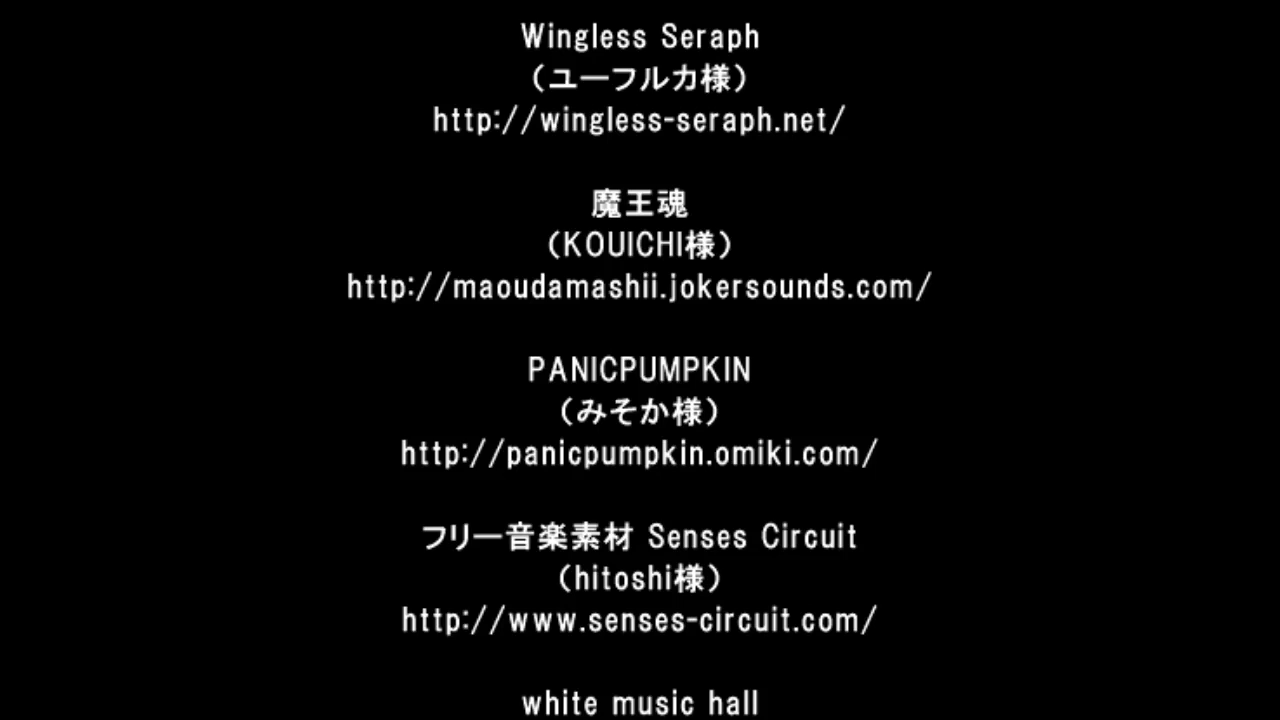 Wingless Seraph
（ユーフルカ様）
http://wingless-seraph.net/
魔王魂
（KOUICHI様）
http://maoudamashii.jokersounds.com/
PANICPUMPKIN
（みそか様）
http://panicpumpkin.omiki.com/
フリー音楽素材 Senses Circuit
（hitoshi様）
http://www.senses-circuit.com/
white music hall